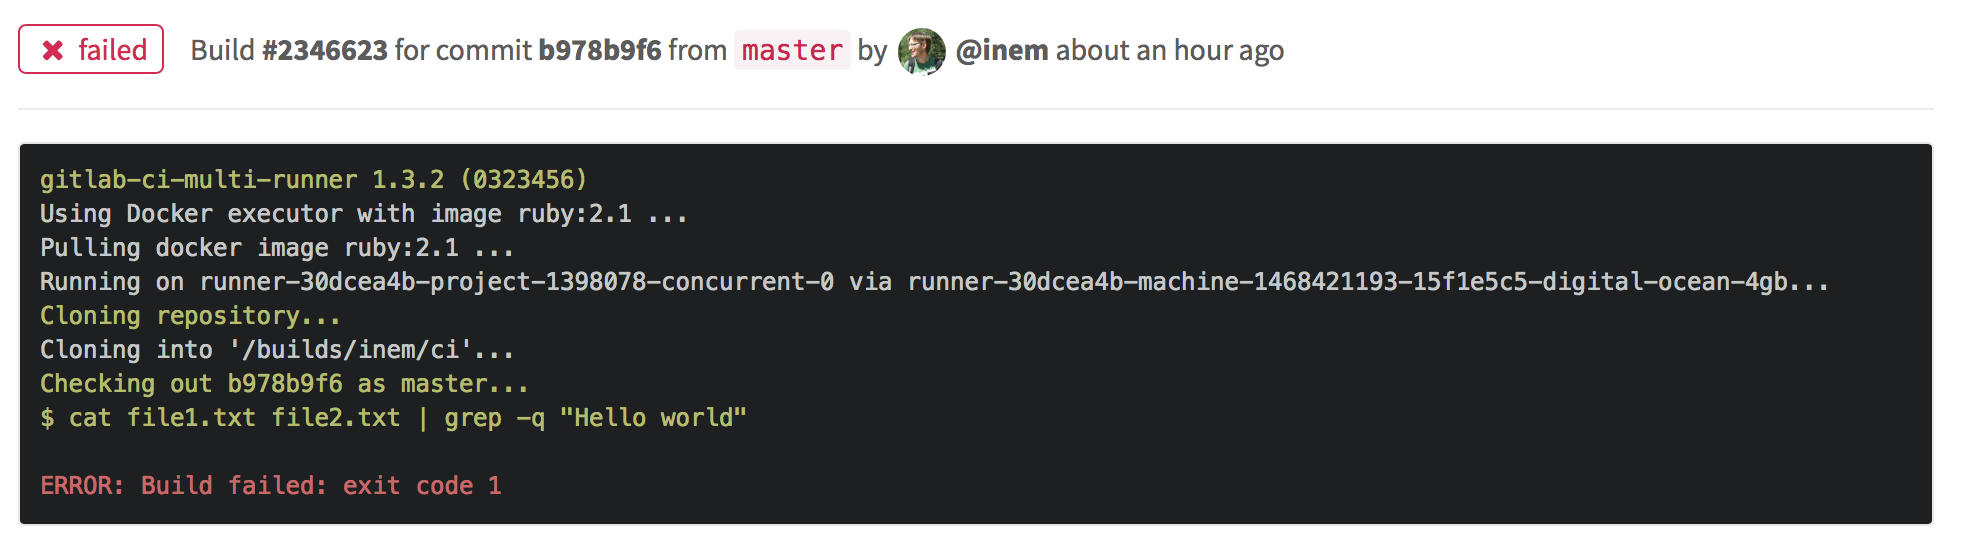 ✖ failed Build #2346623 for commit b978b9f6 from master by @inem about an hour ago
gitlab-ci-multi-runner 1.3.2 (0323456)
Using Docker executor with image ruby:2.1 ...
Pulling docker image ruby:2.1 ...
Running on runner-30dcea4b-project-1398078-concurrent-0 via runner-30dcea4b-machine-1468421193-15f1e5c5-digital-ocean-4gb...
Cloning repository...
Cloning into '/builds/inem/ci'...
Checking out b978b9f6 as master...
$ cat file1.txt file2.txt | grep -q "Hello world"
ERROR: Build failed: exit code 1